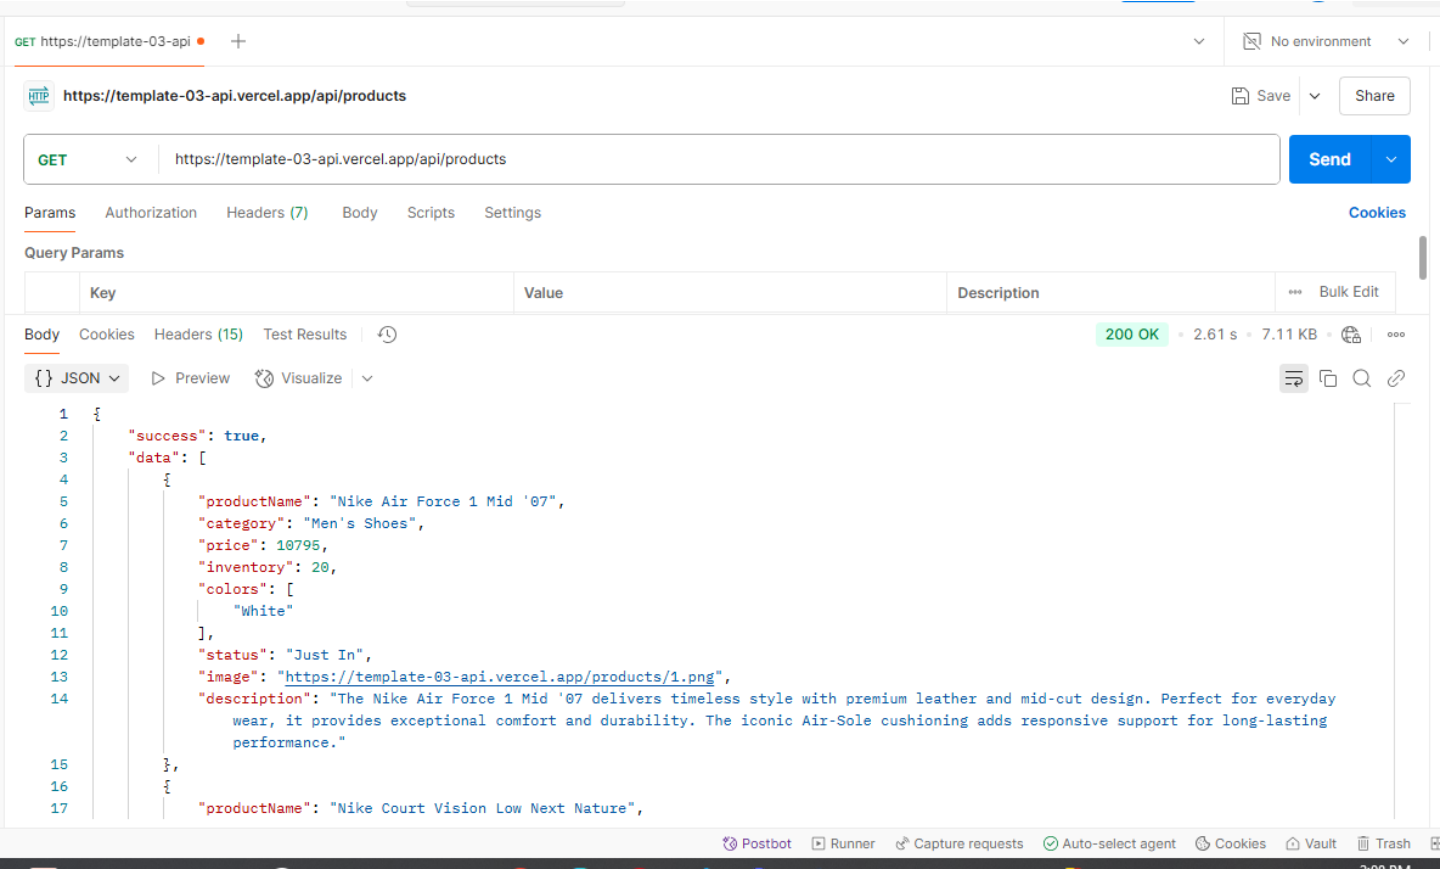 GET https://template-03-api
No environment
HTTP https://template-03-api.vercel.app/api/products
Save
Share
GET
https://template-03-api.vercel.app/api/products
Send
Params Authorization Headers (7) Body Scripts Settings
Cookies
Query Params
Key Value Description
Bulk Edit
Body Cookies Headers (15) Test Results
200 OK • 2.61 s • 7.11 KB
{} JSON Preview Visualize
1 {
2 "success": true,
3 "data": [
4 {
5 "productName": "Nike Air Force 1 Mid '07",
6 "category": "Men's Shoes",
7 "price": 10795,
8 "inventory": 20,
9 "colors": [
10 "White"
11 ],
12 "status": "Just In",
13 "image": "https://template-03-api.vercel.app/products/1.png",
14 "description": "The Nike Air Force 1 Mid '07 delivers timeless style with premium leather and mid-cut design. Perfect for everyday
wear, it provides exceptional comfort and durability. The iconic Air-Sole cushioning adds responsive support for long-lasting
performance."
15 },
16 {
17 "productName": "Nike Court Vision Low Next Nature",
Postbot Runner Capture requests Auto-select agent Cookies Vault Trash